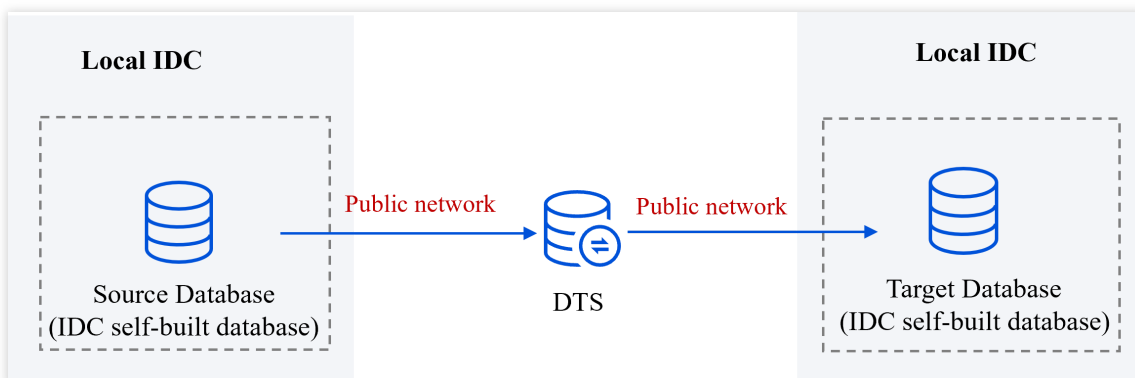 Local IDC
Local IDC
Public network
Public network
Source Database
(IDC self-built database)
DTS
Target Database
(IDC self-built database)